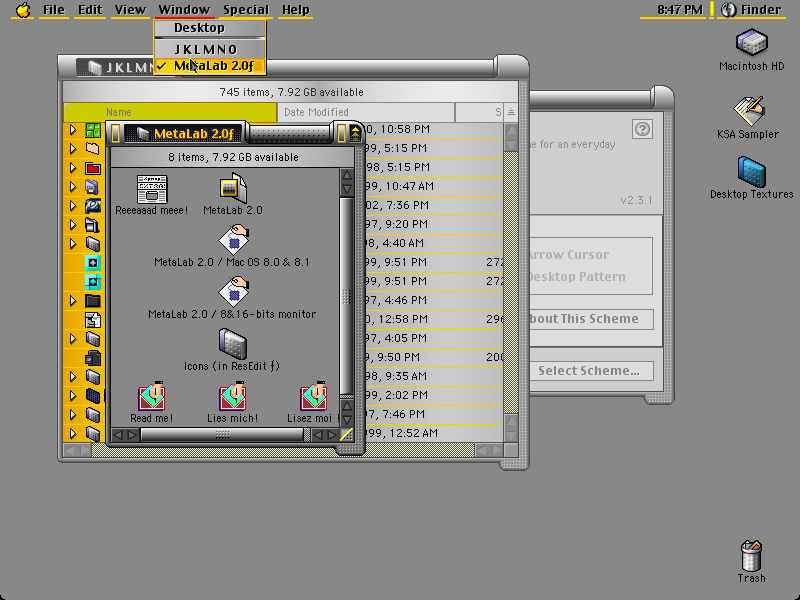 File Edit View Window Special Help 8:47 PM Finder
Desktop
J K L M N O
✓ MetaLab 2.0ƒ
J K L M N
745 items, 7.92 GB available
Name Date Modified S
0, 10:58 PM
99, 5:15 PM
98, 5:15 PM
99, 10:47 AM
02, 7:36 PM
97, 9:20 PM
98, 4:40 AM
99, 9:51 PM 272
99, 9:51 PM 272
97, 4:46 PM
0, 12:58 PM 296
97, 4:05 PM
, 9:50 PM 200
98, 9:35 AM
99, 2:02 PM
97, 7:46 PM
999, 12:52 AM
MetaLab 2.0ƒ
8 items, 7.92 GB available
Reeeaaad meee!
MetaLab 2.0
MetaLab 2.0 / Mac OS 8.0 & 8.1
MetaLab 2.0 / 8&16-bits monitor
Icons (in ResEdit ƒ)
Read me!
Lies mich!
Lisez moi !
me for an everyday
v2.3.1
Arrow Cursor
Desktop Pattern
bout This Scheme
Select Scheme...
Macintosh HD
KSA Sampler
Desktop Textures
Trash